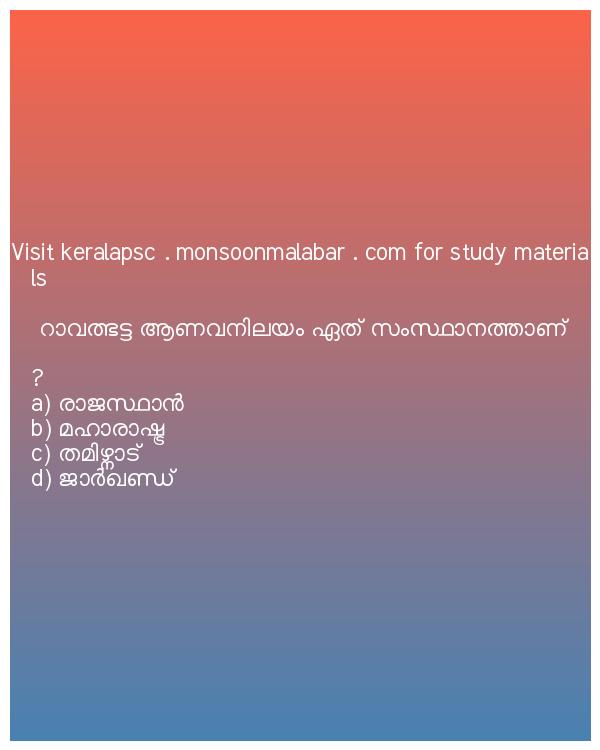 Visit keralapsc . monsoonmalabar . com for study materia
ls
റാവത്ഭട്ട ആണവനിലയം ഏത് സംസ്ഥാനത്താണ്
?
a) രാജസ്ഥാൻ
b) മഹാരാഷ്ട്ര
c) തമിഴ്നാട്
d) ജാർഖണ്ഡ്